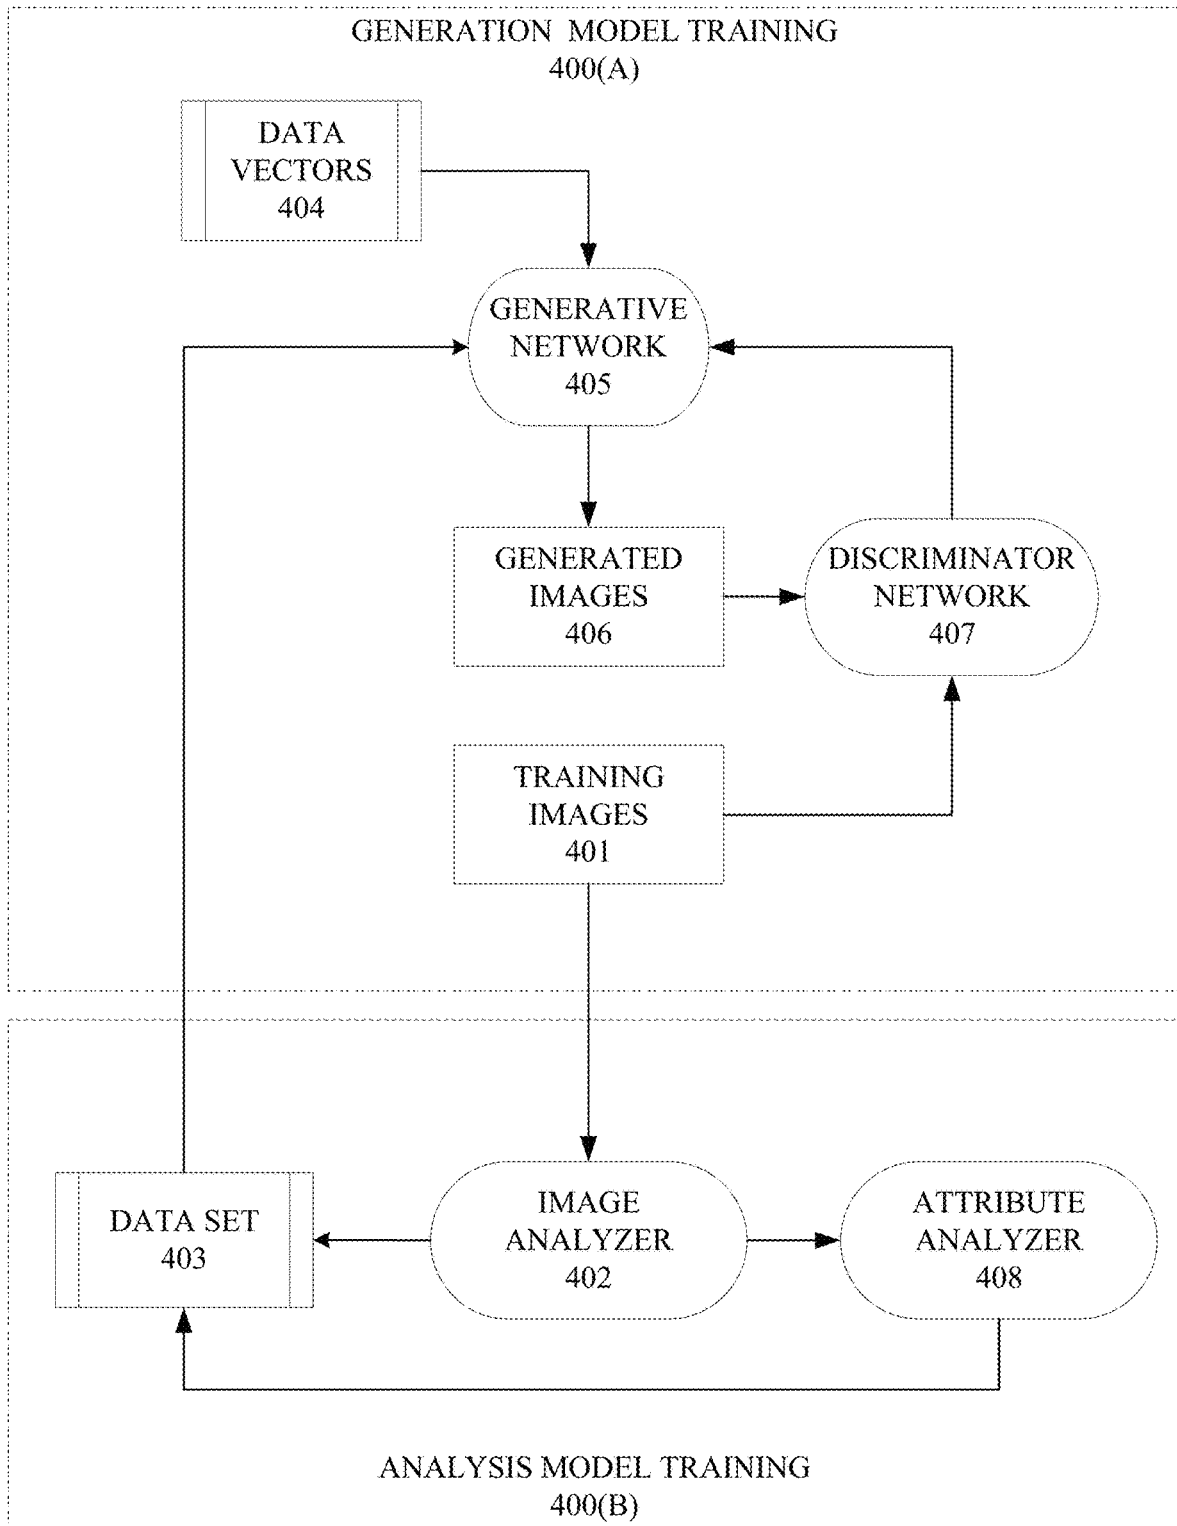 GENERATION MODEL TRAINING
400(A)
DATA
VECTORS
404
GENERATIVE
NETWORK
405
GENERATED
IMAGES
406
DISCRIMINATOR
NETWORK
407
TRAINING
IMAGES
401
DATA SET
403
IMAGE
ANALYZER
402
ATTRIBUTE
ANALYZER
408
ANALYSIS MODEL TRAINING
400(B)